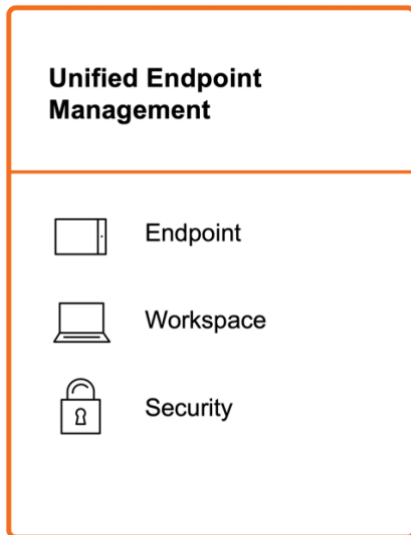 Unified Endpoint
Management
Endpoint
Workspace
Security